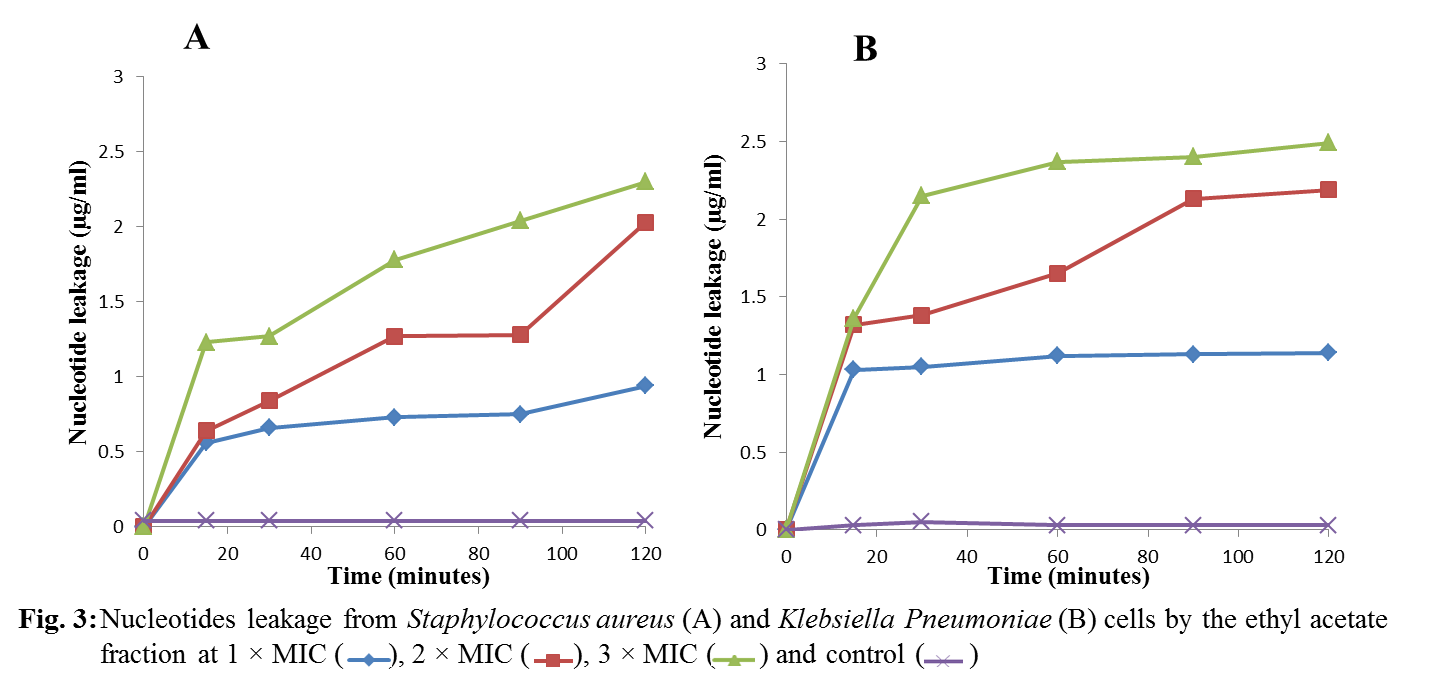 A
3
2.5
2
1.5
1
0.5
0
0 20 40 60 80 100 120
Nucleotide leakage (µg/ml)
Time (minutes)
B
3
2.5
2
1.5
1
0.5
0
0 20 40 60 80 100 120
Nucleotide leakage (µg/ml)
Time (minutes)
Fig. 3: Nucleotides leakage from Staphylococcus aureus (A) and Klebsiella Pneumoniae (B) cells by the ethyl acetate
fraction at 1 × MIC ( ), 2 × MIC ( ), 3 × MIC ( ) and control ( )